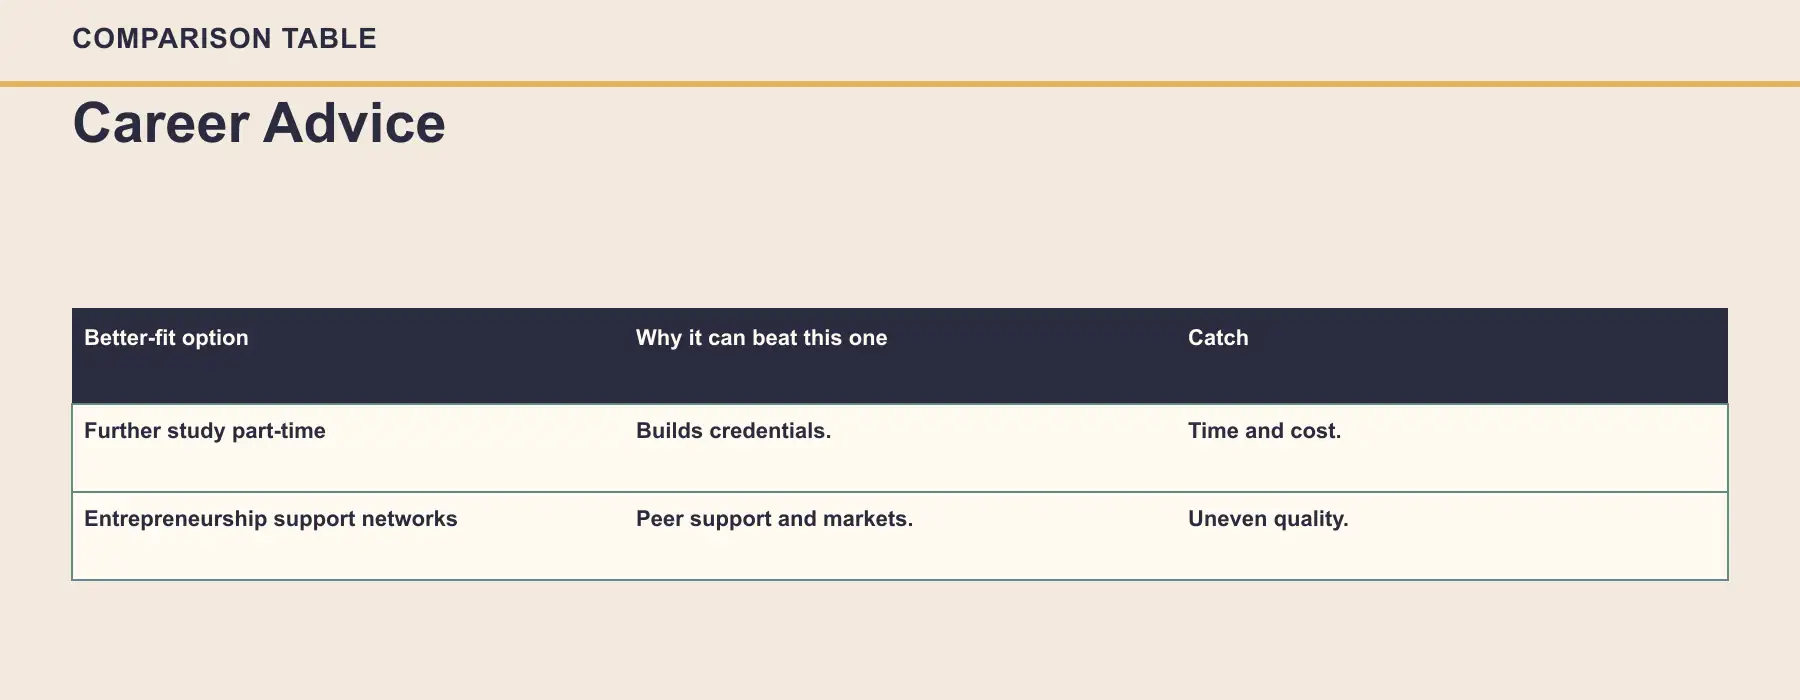 COMPARISON TABLE
Career Advice
Better-fit option Why it can beat this one Catch
Further study part-time Builds credentials. Time and cost.
Entrepreneurship support networks Peer support and markets. Uneven quality.